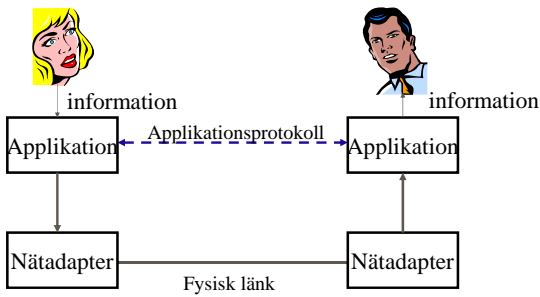 information
information
Applikation
Applikationsprotokoll
Applikation
Nätadapter
Nätadapter
Fysisk länk